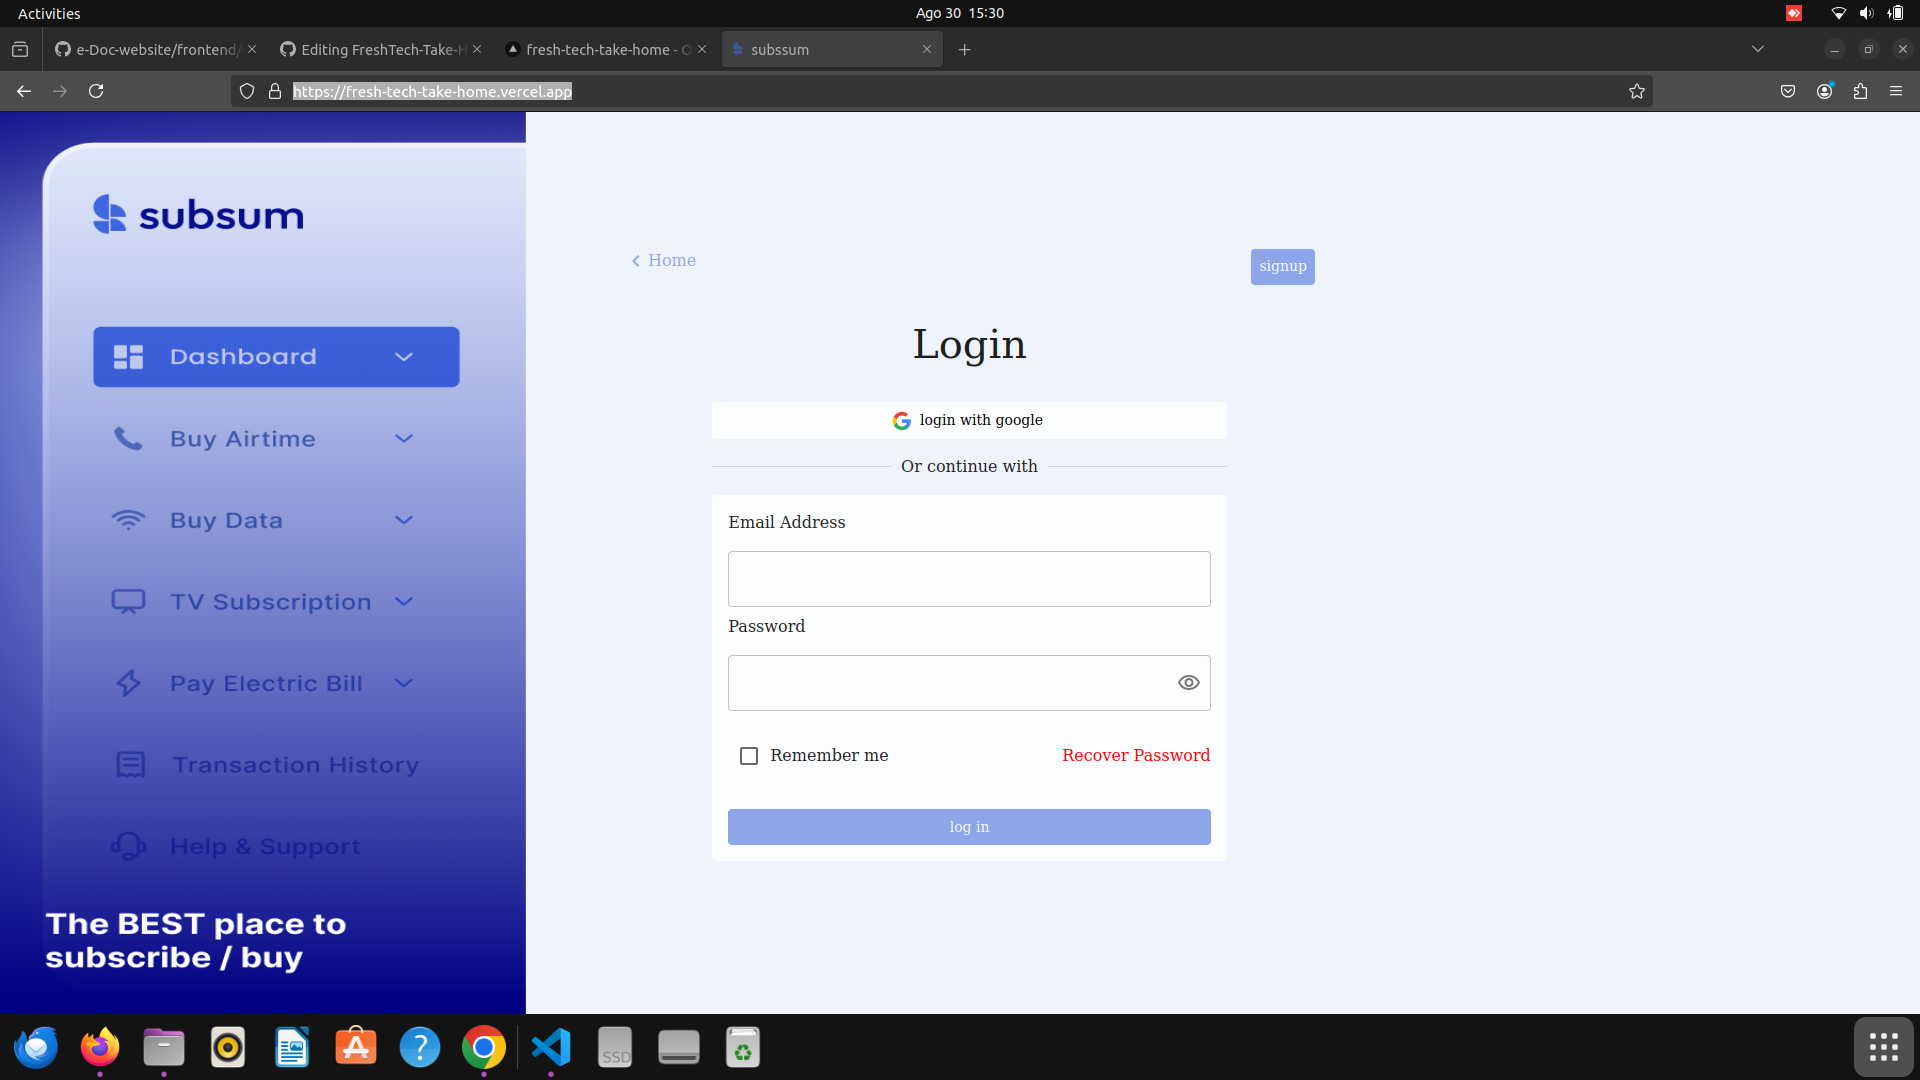 Activities
Ago 30 15:30
e-Doc-website/frontend/
Editing FreshTech-Take-H
fresh-tech-take-home - O
subssum
https://fresh-tech-take-home.vercel.app
subsum
Dashboard
Buy Airtime
Buy Data
TV Subscription
Pay Electric Bill
Transaction History
Help & Support
The BEST place to
subscribe / buy
Home
signup
Login
login with google
Or continue with
Email Address
Password
Remember me
Recover Password
log in
SSD